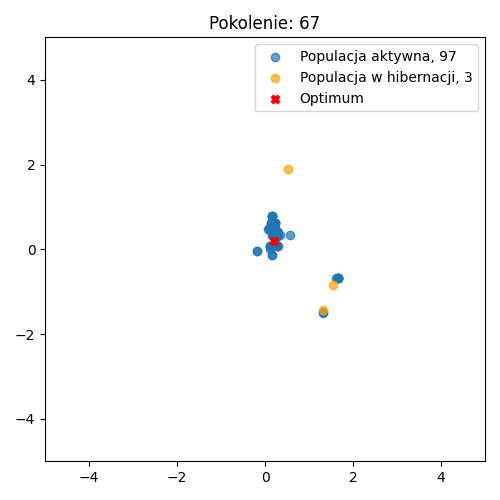 Pokolenie: 67
Populacja aktywna, 97
Populacja w hibernacji, 3
Optimum
4
2
0
−2
−4
−4
−2
0
2
4